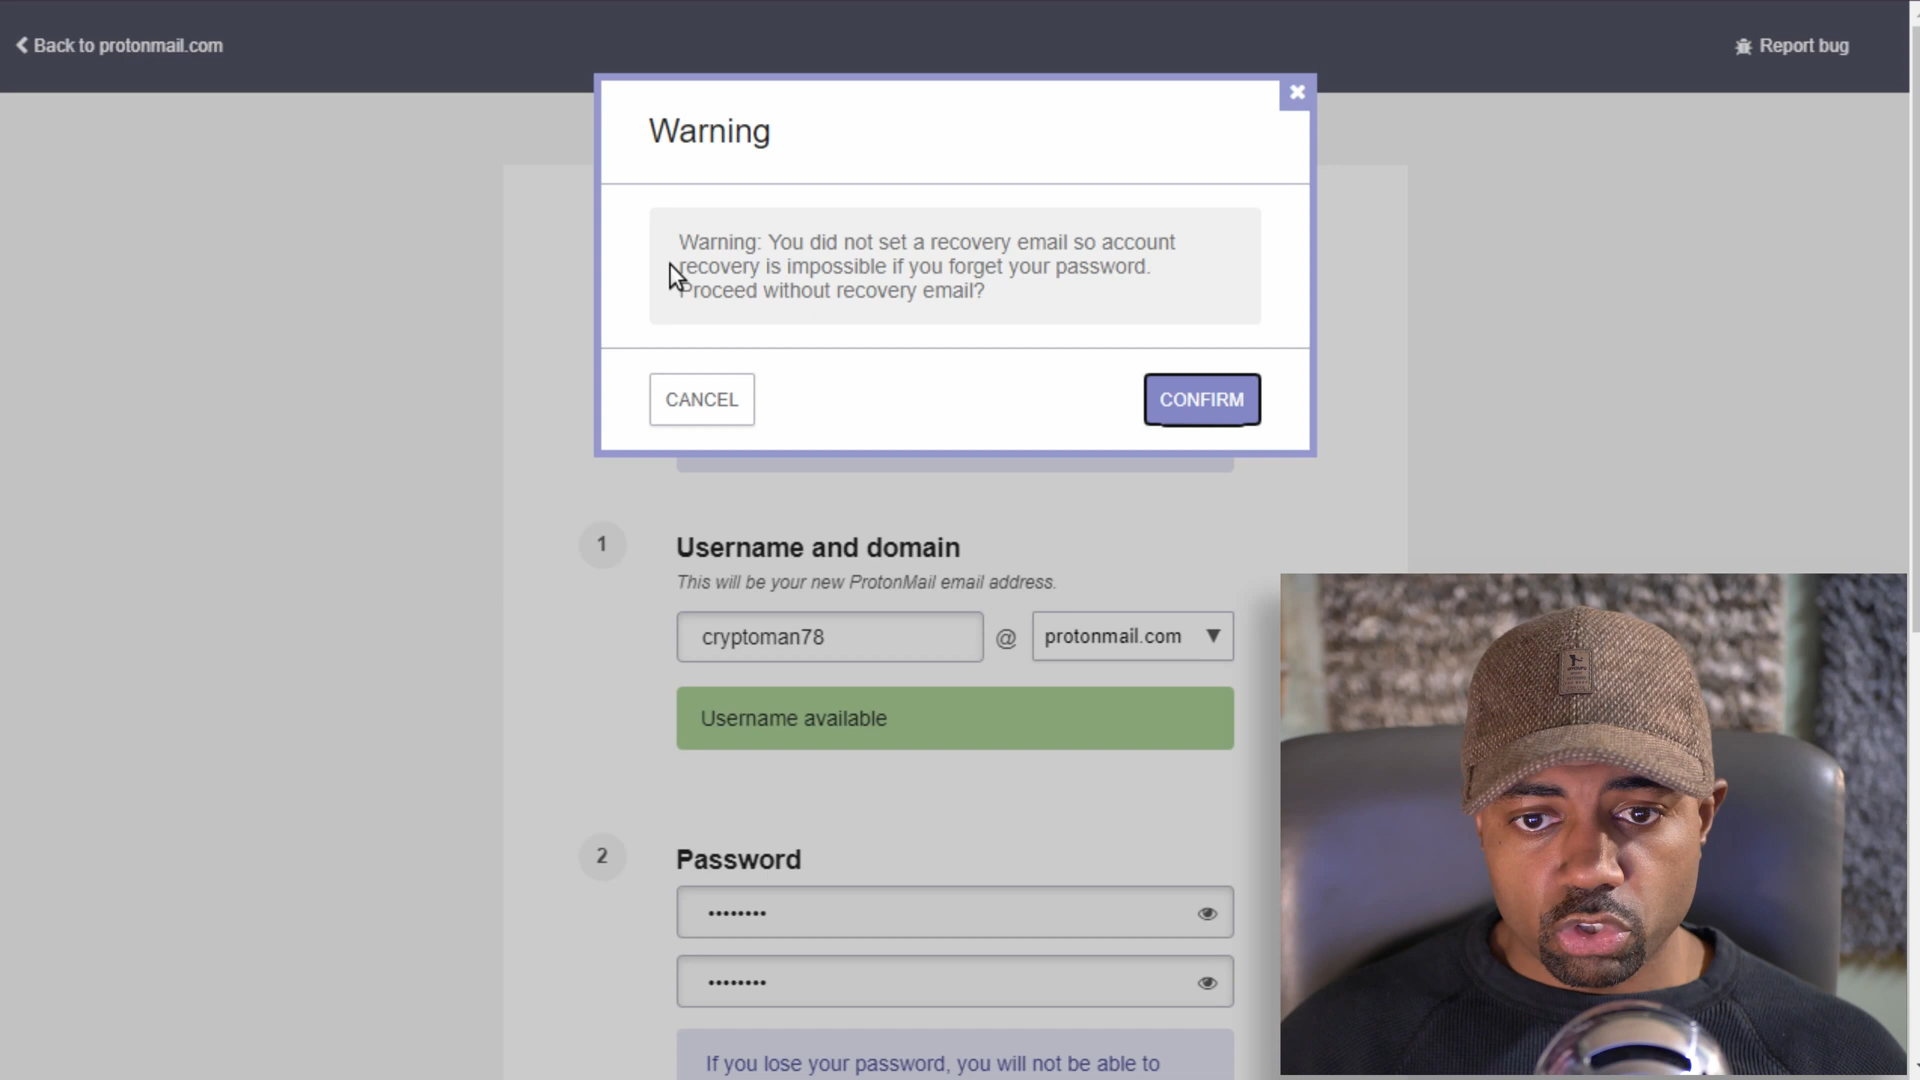 Back to protonmail.com
Report bug
Warning
Warning: You did not set a recovery email so account
recovery is impossible if you forget your password.
Proceed without recovery email?
CANCEL
CONFIRM
1
Username and domain
This will be your new ProtonMail email address.
cryptoman78
@
protonmail.com
Username available
2
Password
••••••••
••••••••
If you lose your password, you will not be able to